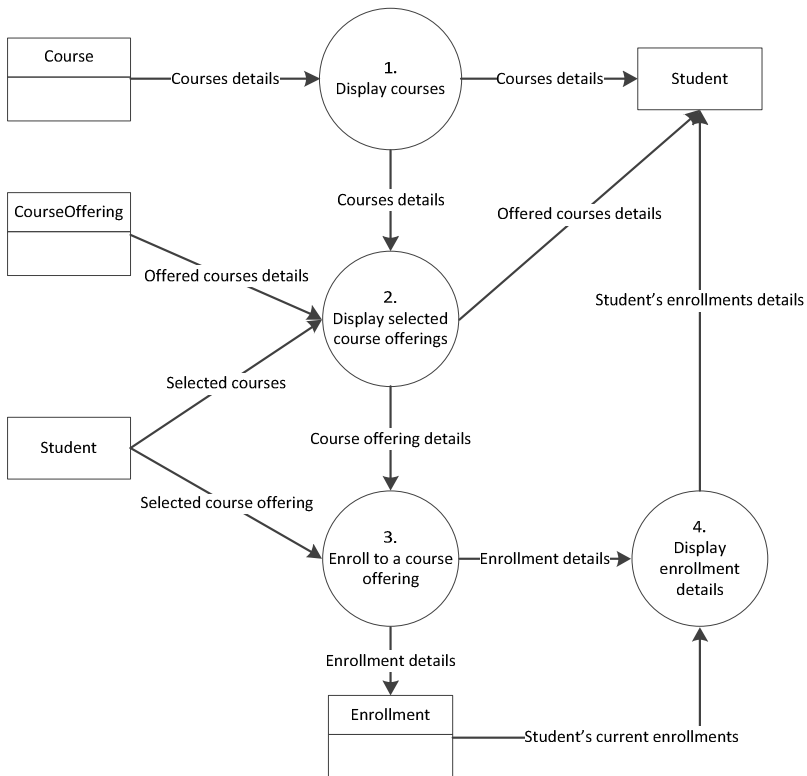 Course
1.
Display courses
Courses details
Courses details
Student
Courses details
CourseOffering
Offered courses details
Offered courses details
2.
Display selected
course offerings
Student's enrollments details
Selected courses
Student
Course offering details
Selected course offering
3.
Enroll to a course
offering
Enrollment details
4.
Display
enrollment
details
Enrollment details
Enrollment
Student's current enrollments